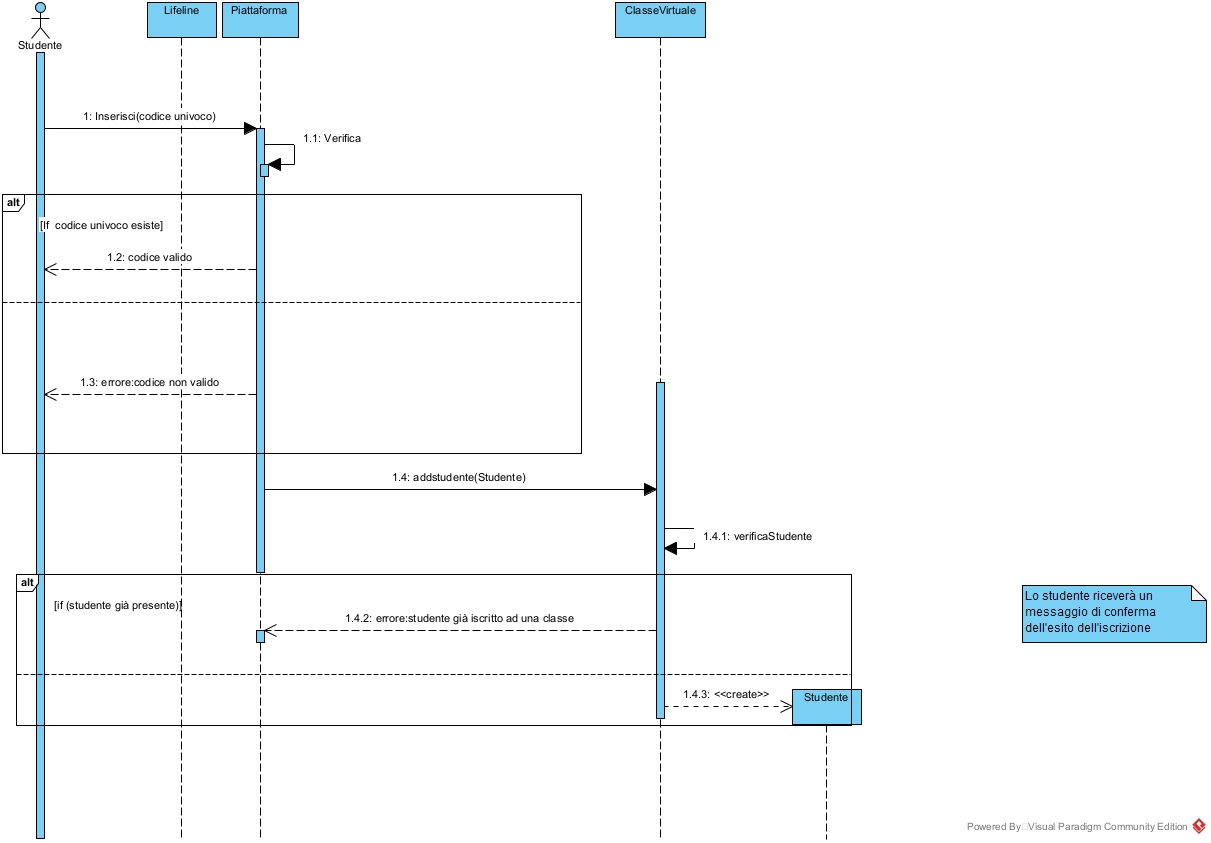 Studente
Lifeline
Piattaforma
ClasseVirtuale
1: Inserisci(codice univoco)
1.1: Verifica
alt
[If  codice univoco esiste]
1.2: codice valido
1.3: errore:codice non valido
1.4: addstudente(Studente)
1.4.1: verificaStudente
alt
[if (studente già presente)]
1.4.2: errore:studente già iscritto ad una classe
1.4.3: <<create>>
Studente
Lo studente riceverà un
messaggio di conferma
dell'esito dell'iscrizione
Powered By Visual Paradigm Community Edition